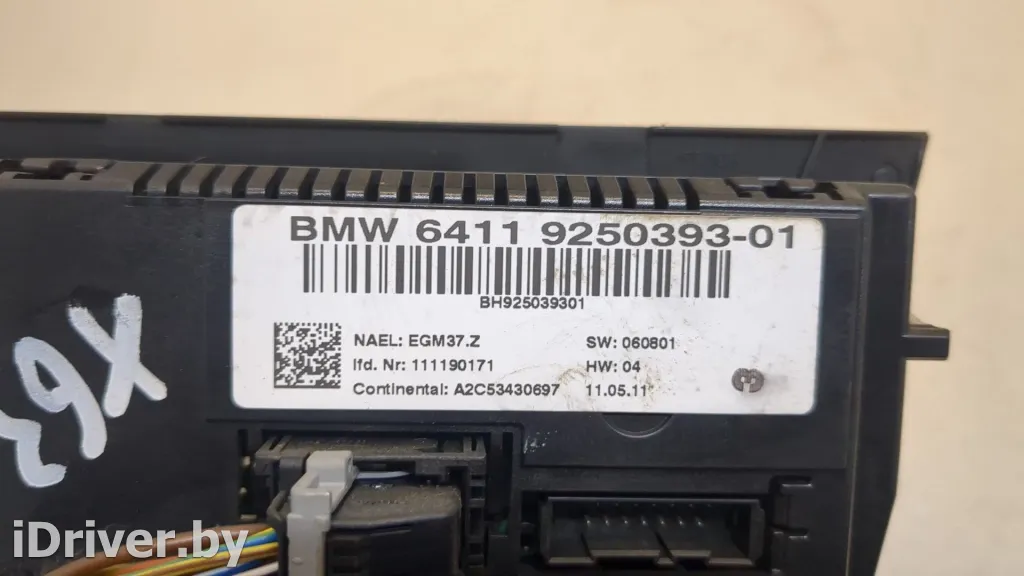 BMW 6411 9250393-01
BH925039301
NAEL: EGM37.Z SW: 060801
lfd. Nr: 111190171 HW: 04
Continental: A2C53430697 11.05.11
X63
iDriver.by